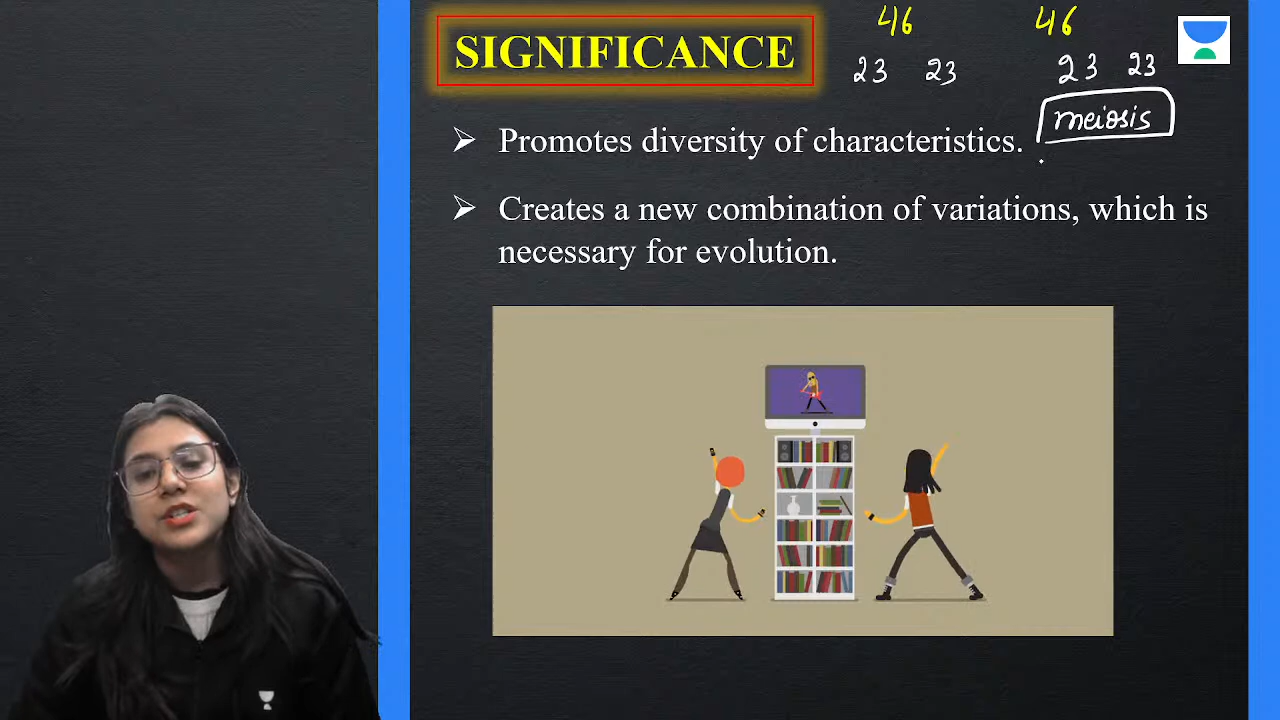 SIGNIFICANCE
46 46
23 23 23 23
meiosis
➢ Promotes diversity of characteristics.
➢ Creates a new combination of variations, which is
necessary for evolution.